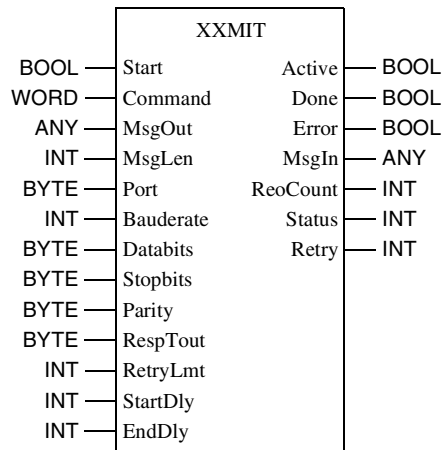 XXMIT
BOOL Start Active BOOL
WORD Command Done BOOL
ANY MsgOut Error BOOL
INT MsgLen MsgIn ANY
BYTE Port ReoCount INT
INT Bauderate Status INT
BYTE Databits Retry INT
BYTE Stopbits
BYTE Parity
BYTE RespTout
INT RetryLmt
INT StartDly
INT EndDly